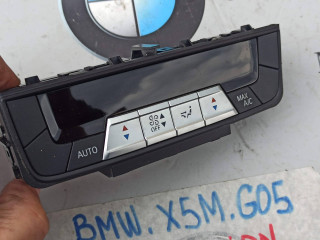 MAX
A/C
AUTO
OFF
BMW. X5M. G05